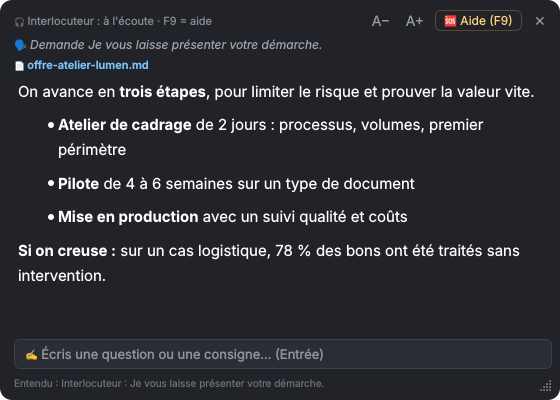 🎧 Interlocuteur : à l'écoute · F9 = aide A− A+ 🆘 Aide (F9) ✕
🗣️ Demande Je vous laisse présenter votre démarche.
📄 offre-atelier-lumen.md
On avance en trois étapes, pour limiter le risque et prouver la valeur vite.
• Atelier de cadrage de 2 jours : processus, volumes, premier
périmètre
• Pilote de 4 à 6 semaines sur un type de document
• Mise en production avec un suivi qualité et coûts
Si on creuse : sur un cas logistique, 78 % des bons ont été traités sans
intervention.
✍️ Écris une question ou une consigne... (Entrée)
Entendu : Interlocuteur : Je vous laisse présenter votre démarche.